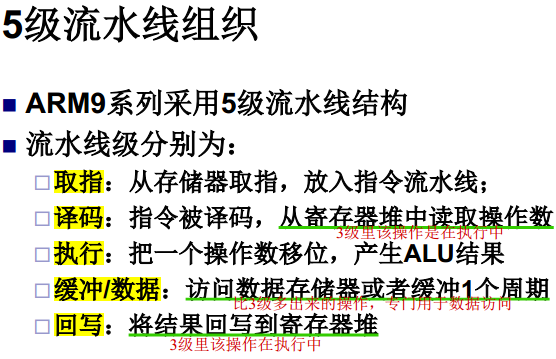 5级流水线组织
ARM9系列采用5级流水线结构
流水线级分别为：
取指：从存储器取指，放入指令流水线；
译码：指令被译码，从寄存器堆中读取操作数
3级里该操作是在执行中
执行：把一个操作数移位，产生ALU结果
缓冲/数据：访问数据存储器或者缓冲1个周期
比3级多出来的操作，专门用于数据访问
回写：将结果回写到寄存器堆
3级里该操作在执行中